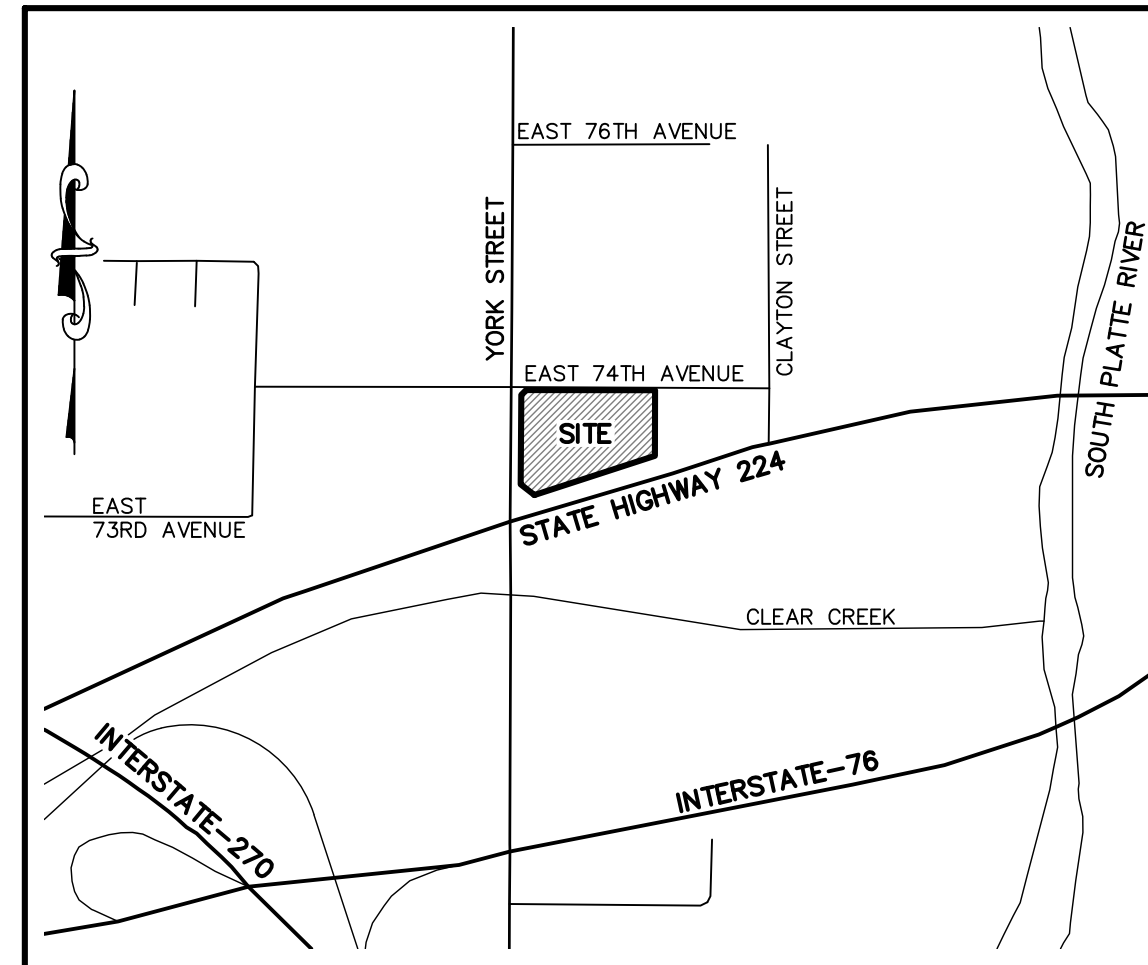 EAST 76TH AVENUE
YORK STREET
CLAYTON STREET
SOUTH PLATTE RIVER
EAST 74TH AVENUE
SITE
STATE HIGHWAY 224
EAST
73RD AVENUE
CLEAR CREEK
INTERSTATE-270
INTERSTATE-76